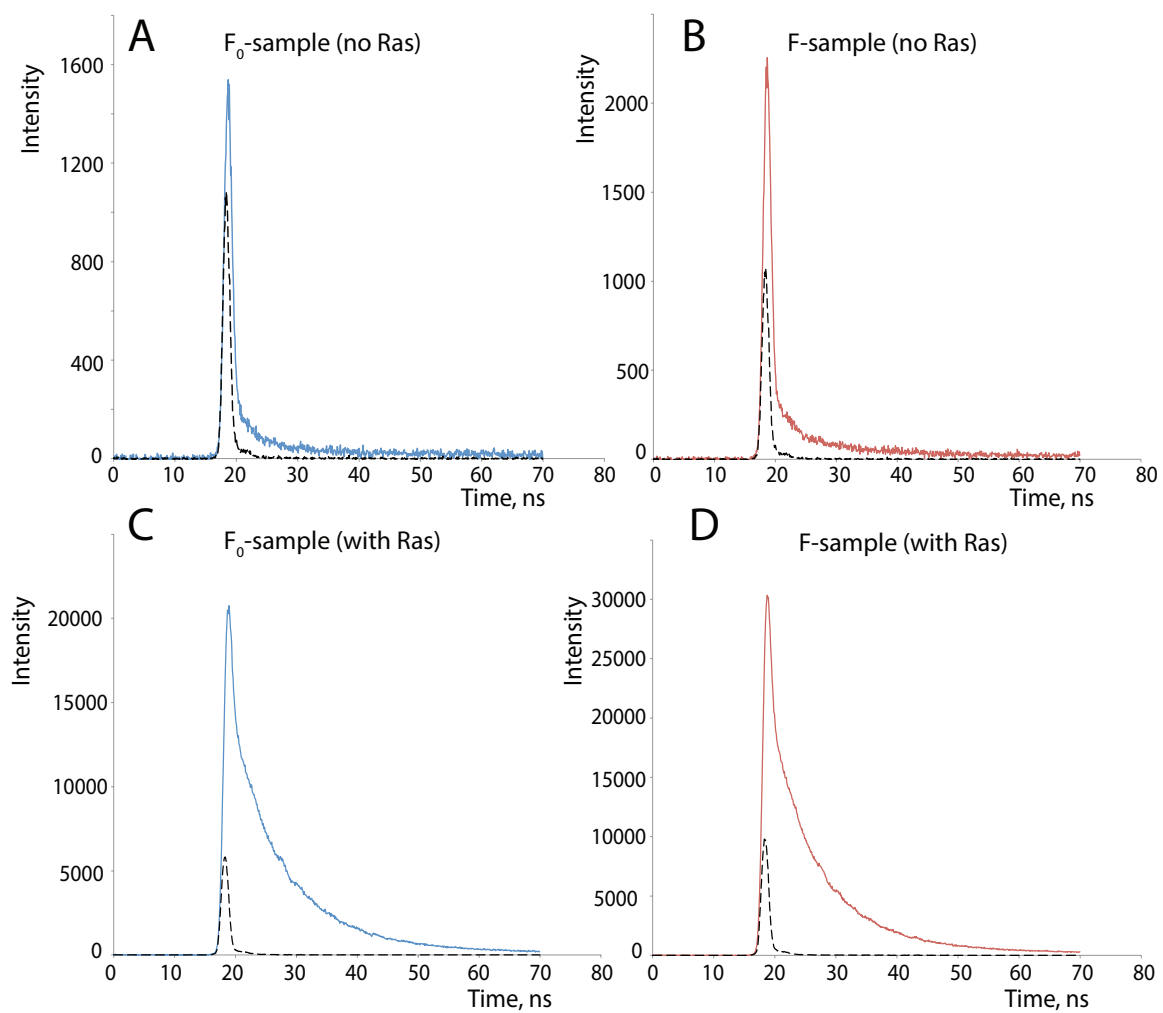 A
F₀-sample (no Ras)
Intensity
1600
1200
800
400
0
0 10 20 30 40 50 60 70 80
Time, ns
B
F-sample (no Ras)
Intensity
2000
1500
1000
500
0
0 10 20 30 40 50 60 70 80
Time, ns
C
F₀-sample (with Ras)
Intensity
20000
15000
10000
5000
0
0 10 20 30 40 50 60 70 80
Time, ns
D
F-sample (with Ras)
Intensity
30000
25000
20000
15000
10000
5000
0
0 10 20 30 40 50 60 70 80
Time, ns